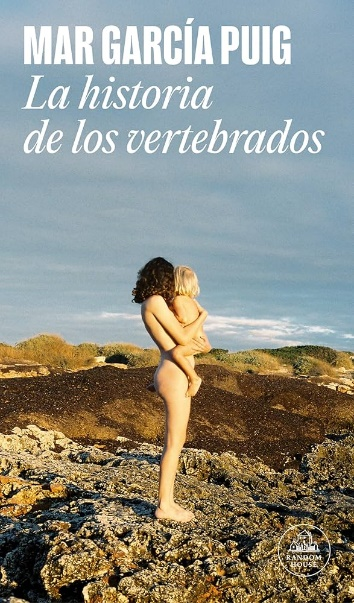 MAR GARCÍA PUIG
La historia
de los vertebrados
RANDOM
HOUSE